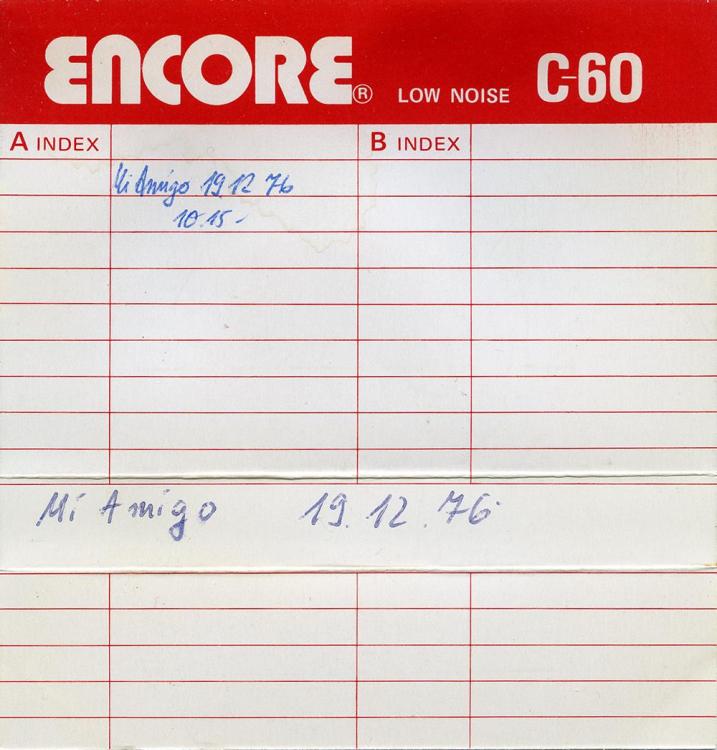 ENCORE® LOW NOISE C-60
A INDEX B INDEX
Mi Amigo 19.12 76
10.15-
Mi Amigo 19.12.76